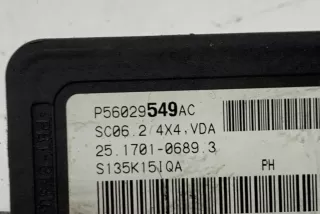 P56029549AC
SC06.2/4X4,VDA
25.1701-0689.3
S135K15IQA PH